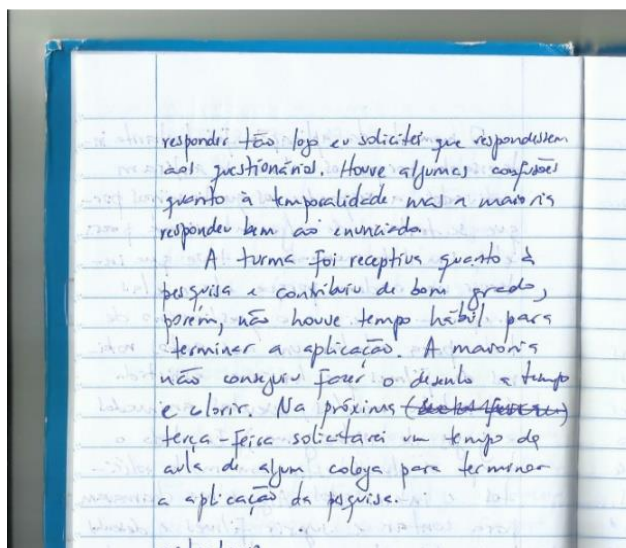 respondi tão logo eu solicitei que respondessem
aos questionários. Houve algumas confusões
quanto à temporalidade mas a maioria
respondeu bem ao enunciado.
A turma foi receptiva quanto à
pesquisa e contribuiu de bom grado,
porém, não houve tempo hábil para
terminar a aplicação. A maioria
não conseguiu fazer o desenho a tempo
e colorir. Na próxima
terça-feira solicitarei um tempo de
aula de algum colega para terminar
a aplicação da pesquisa.